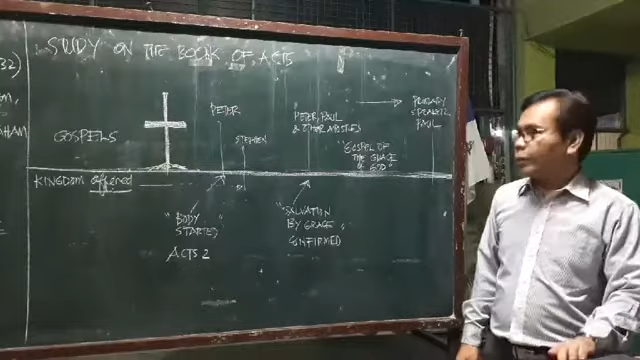 STUDY ON THE BOOK OF ACTS
32)
HAM
GOSPELS
PETER
STEPHEN
PETER, PAUL
& OTHER APOSTLES
"GOSPEL OF
THE GRACE
OF GOD"
PRIMARY
SPEAKER
PAUL
KINGDOM offered
"BODY
STARTED"
ACTS 2
"SALVATION
BY GRACE"
CONFIRMED